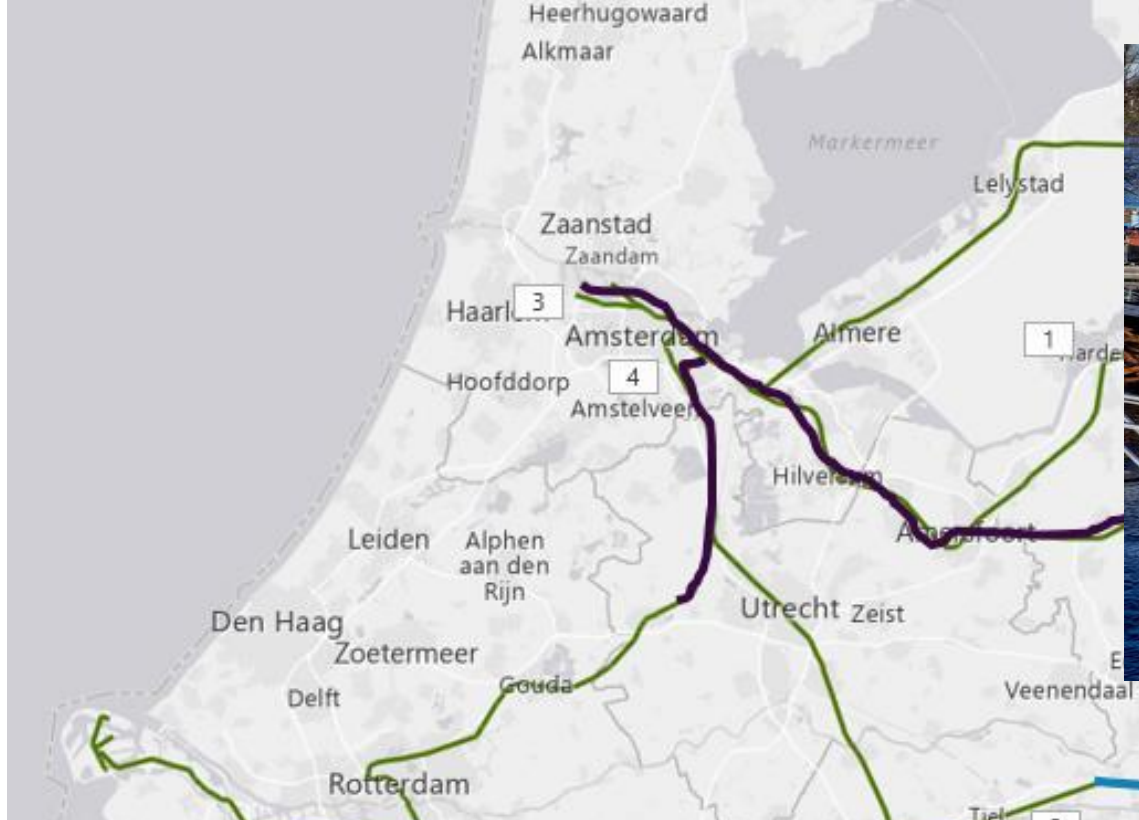 Heerhugowaard
Alkmaar
Markermeer
Lelystad
Zaanstad
Zaandam
3
Amsterdam
Almere
1
Hoofddorp
4
Amstelveen
Hilversum
Amersfoort
Leiden
Alphen
aan den
Rijn
Den Haag
Utrecht
Zeist
Zoetermeer
Gouda
Delft
Veenendaal
Rotterdam
Tiel